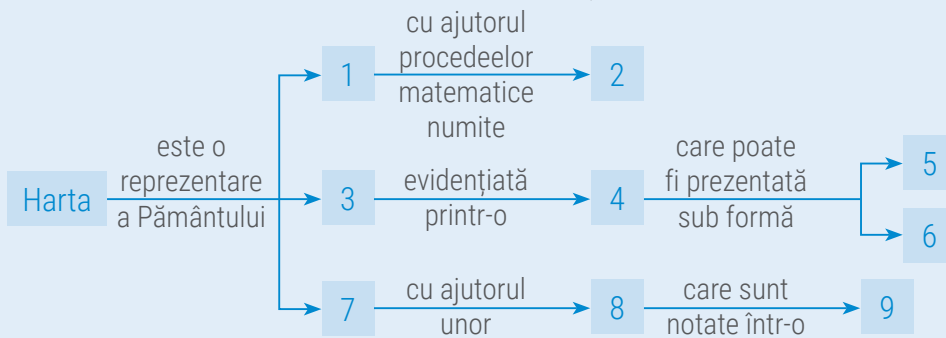 cu ajutorul
procedeelor
matematice
numite
1
2
Harta
este o
reprezentare
a Pământului
3
evidențiată
printr-o
4
care poate
fi prezentată
sub formă
5
6
7
cu ajutorul
unor
8
care sunt
notate într-o
9